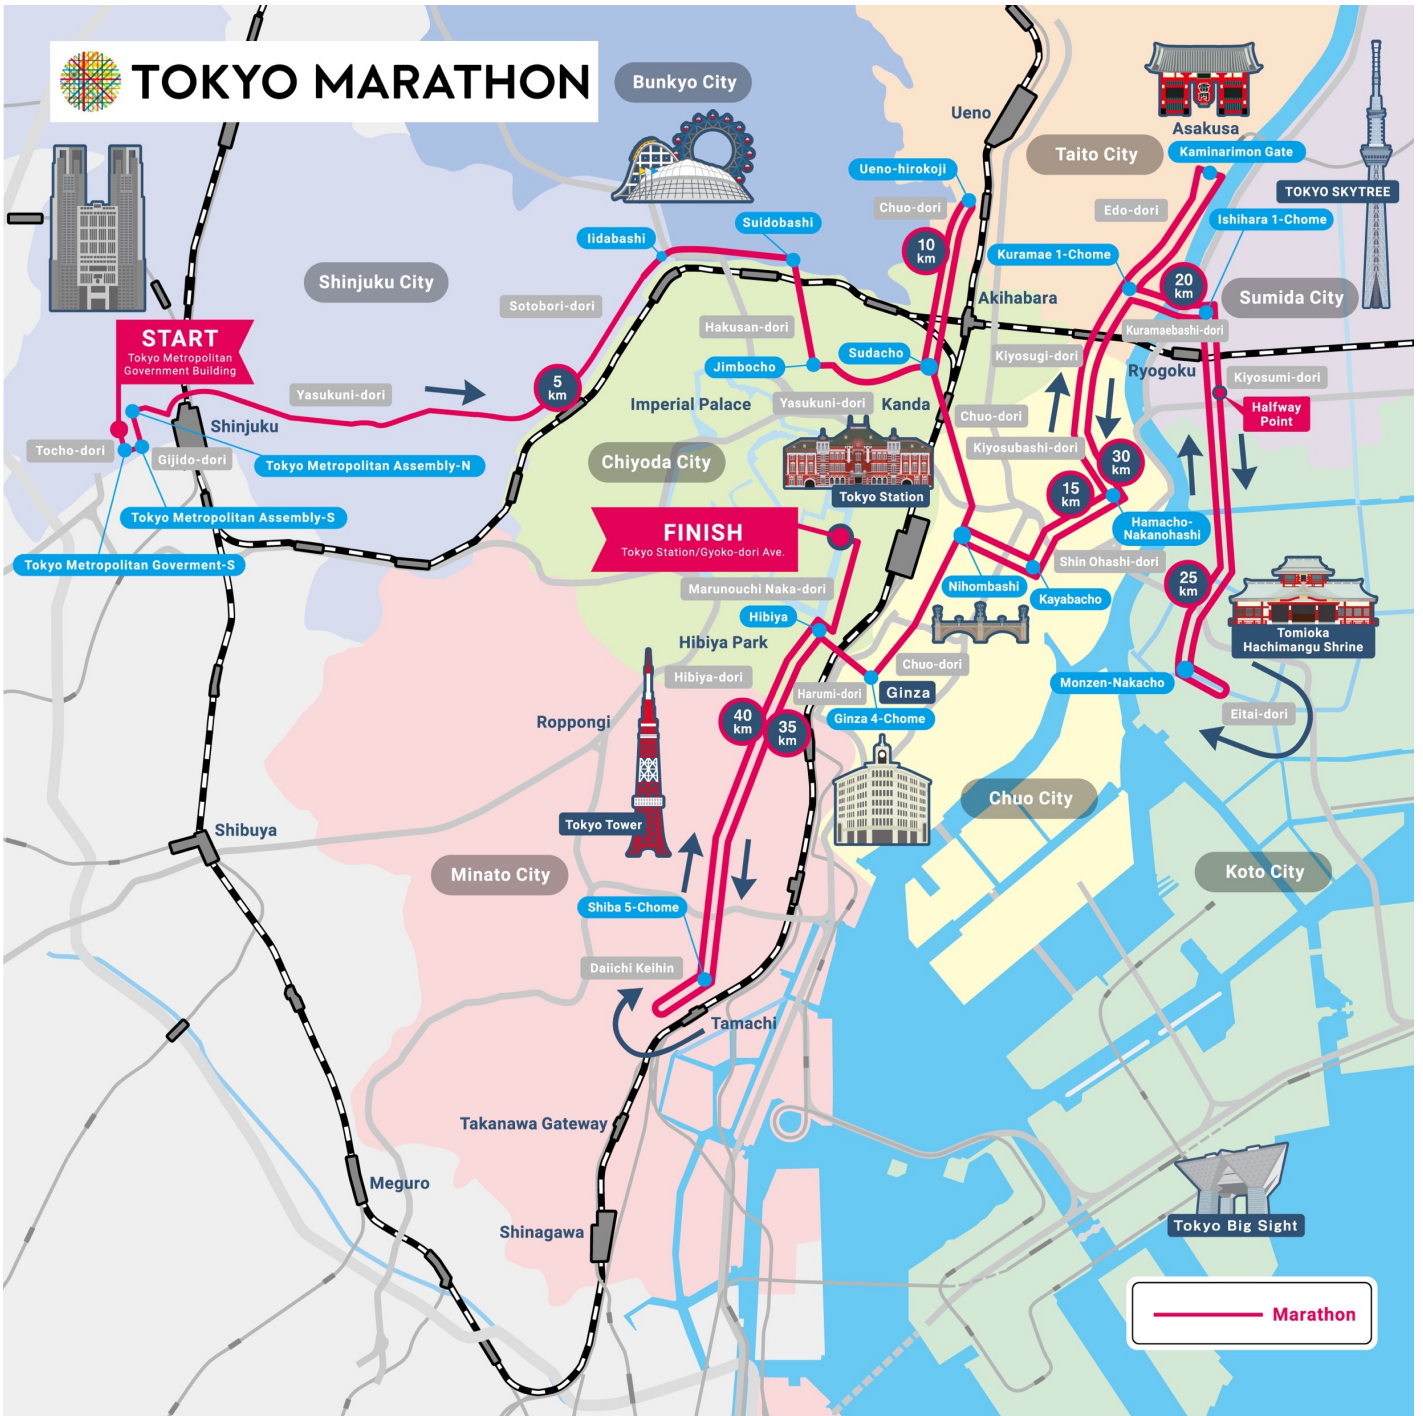 TOKYO MARATHON
Bunkyo City
Ueno
Taito City
Asakusa
Kaminarimon Gate
TOKYO SKYTREE
Ueno-hirokoji
Chuo-dori
Edo-dori
Ishihara 1-Chome
Suidobashi
Iidabashi
10
km
Kuramae 1-Chome
20
km
Shinjuku City
Sumida City
Sotobori-dori
Akihabara
Hakusan-dori
Kuramaebashi-dori
START
Tokyo Metropolitan
Government Building
Sudacho
Jimbocho
Kiyosugi-dori
Ryogoku
Kiyosumi-dori
5
km
Yasukuni-dori
Imperial Palace
Yasukuni-dori
Kanda
Chuo-dori
Halfway
Point
Shinjuku
Tocho-dori
Gijido-dori
Tokyo Metropolitan Assembly-N
Chiyoda City
Kiyosubashi-dori
30
km
15
km
Tokyo Station
Tokyo Metropolitan Assembly-S
Tokyo Metropolitan Goverment-S
FINISH
Tokyo Station/Gyoko-dori Ave.
Hamacho-
Nakanohashi
Shin Ohashi-dori
25
km
Marunouchi Naka-dori
Nihombashi
Kayabacho
Hibiya
Hibiya Park
Tomioka
Hachimangu Shrine
Hibiya-dori
Chuo-dori
Harumi-dori
Ginza
Ginza 4-Chome
Monzen-Nakacho
Eitai-dori
Roppongi
40
km
35
km
Tokyo Tower
Chuo City
Shibuya
Minato City
Koto City
Shiba 5-Chome
Daiichi Keihin
Tamachi
Takanawa Gateway
Meguro
Shinagawa
Tokyo Big Sight
Marathon